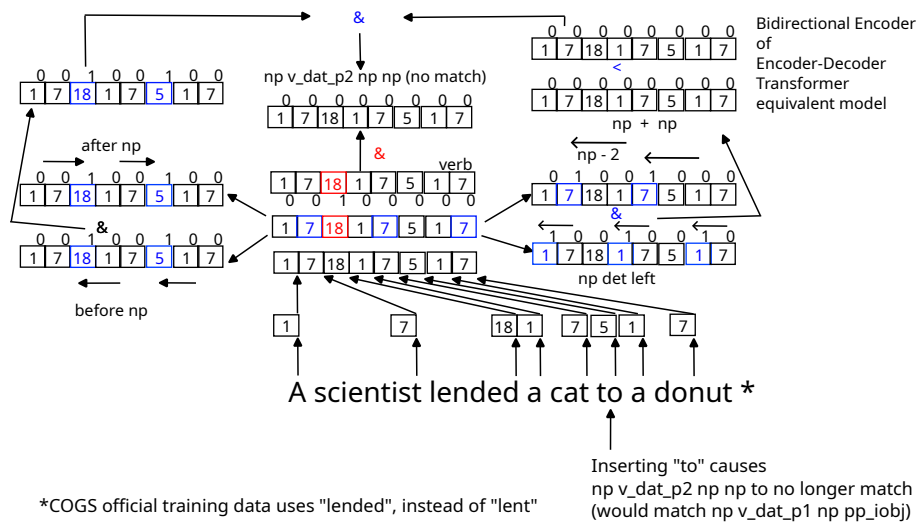 &
Bidirectional Encoder
of
Encoder-Decoder
Transformer
equivalent model
0 0 1 0 0 1 0 0
1 7 18 1 7 5 1 7
np v_dat_p2 np np (no match)
0 0 0 0 0 0 0 0
1 7 18 1 7 5 1 7
0 0 0 0 0 0 0 0
1 7 18 1 7 5 1 7
<
0 0 0 0 0 0 0 0
1 7 18 1 7 5 1 7
np + np
after np
0 0 1 0 0 1 0 0
1 7 18 1 7 5 1 7
&
0 0 1 0 0 1 0 0
1 7 18 1 7 5 1 7
before np
&
verb
1 7 18 1 7 5 1 7
0 0 1 0 0 0 0 0
1 7 18 1 7 5 1 7
1 7 18 1 7 5 1 7
np - 2
0 1 0 0 1 0 0 0
1 7 18 1 7 5 1 7
&
1 0 0 1 0 0 1 0
1 7 18 1 7 5 1 7
np det left
1 7 18 1 7 5 1 7
A scientist lended a cat to a donut *
Inserting "to" causes
np v_dat_p2 np np to no longer match
(would match np v_dat_p1 np pp_iobj)
*COGS official training data uses "lended", instead of "lent"